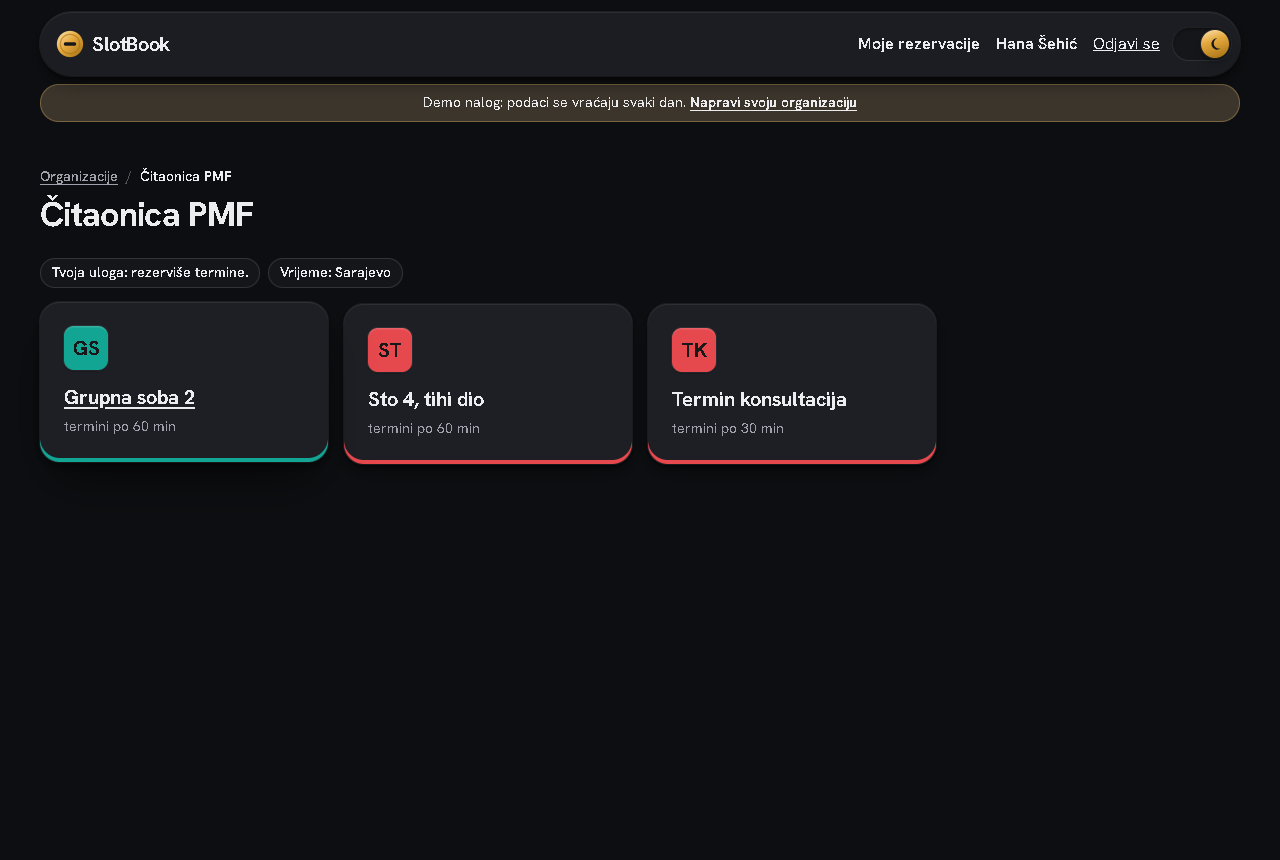 SlotBook
Moje rezervacije Hana Šehić Odjavi se
Demo nalog: podaci se vraćaju svaki dan. Napravi svoju organizaciju
Organizacije / Čitaonica PMF
Čitaonica PMF
Tvoja uloga: rezerviše termine. Vrijeme: Sarajevo
GS
Grupna soba 2
termini po 60 min
ST
Sto 4, tihi dio
termini po 60 min
TK
Termin konsultacija
termini po 30 min